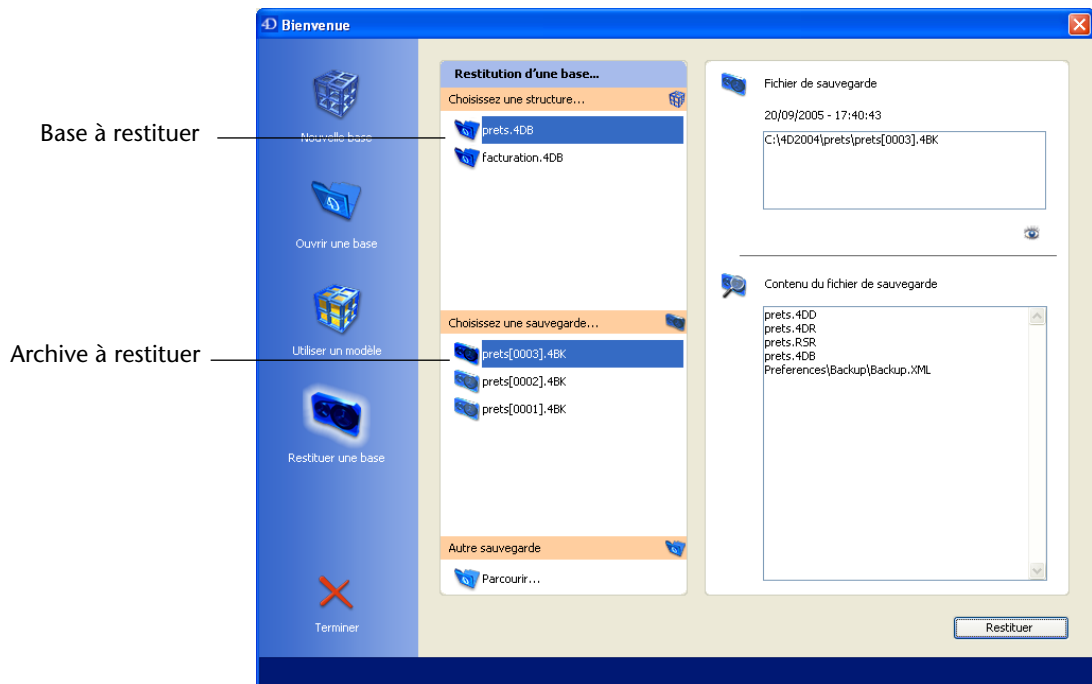 4D Bienvenue
Nouvelle base
Ouvrir une base
Utiliser un modèle
Restituer une base
Terminer
Base à restituer
Archive à restituer
Restitution d'une base...
Choisissez une structure...
prets.4DB
facturation.4DB
Choisissez une sauvegarde...
prets[0003].4BK
prets[0002].4BK
prets[0001].4BK
Autre sauvegarde
Parcourir...
Fichier de sauvegarde
20/09/2005 - 17:40:43
C:\4D2004\prets\prets[0003].4BK
Contenu du fichier de sauvegarde
prets.4DD
prets.4DR
prets.RSR
prets.4DB
Preferences\Backup\Backup.XML
Restituer